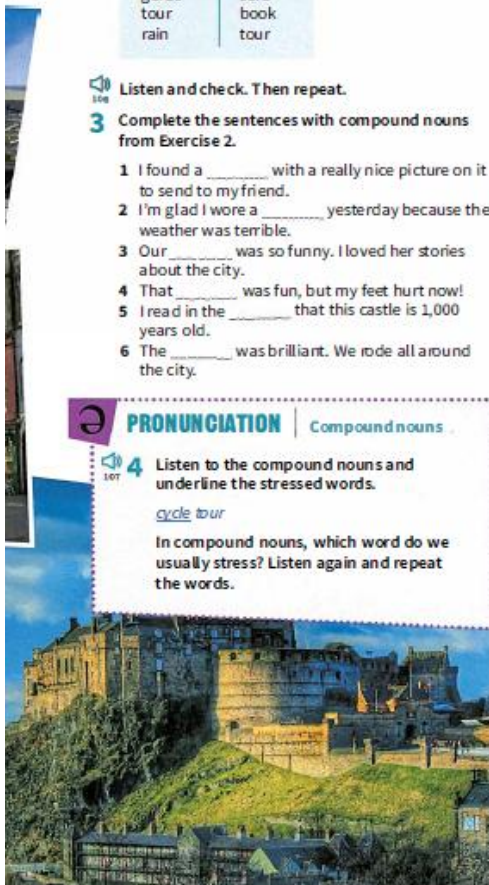 tour book
rain tour
106
Listen and check. Then repeat.
3 Complete the sentences with compound nouns
from Exercise 2.
1 I found a ________ with a really nice picture on it
to send to my friend.
2 I'm glad I wore a ________ yesterday because the
weather was terrible.
3 Our ________ was so funny. I loved her stories
about the city.
4 That ________ was fun, but my feet hurt now!
5 I read in the ________ that this castle is 1,000
years old.
6 The ________ was brilliant. We rode all around
the city.
ə PRONUNCIATION Compound nouns
107
4 Listen to the compound nouns and
underline the stressed words.
cycle tour
In compound nouns, which word do we
usually stress? Listen again and repeat
the words.